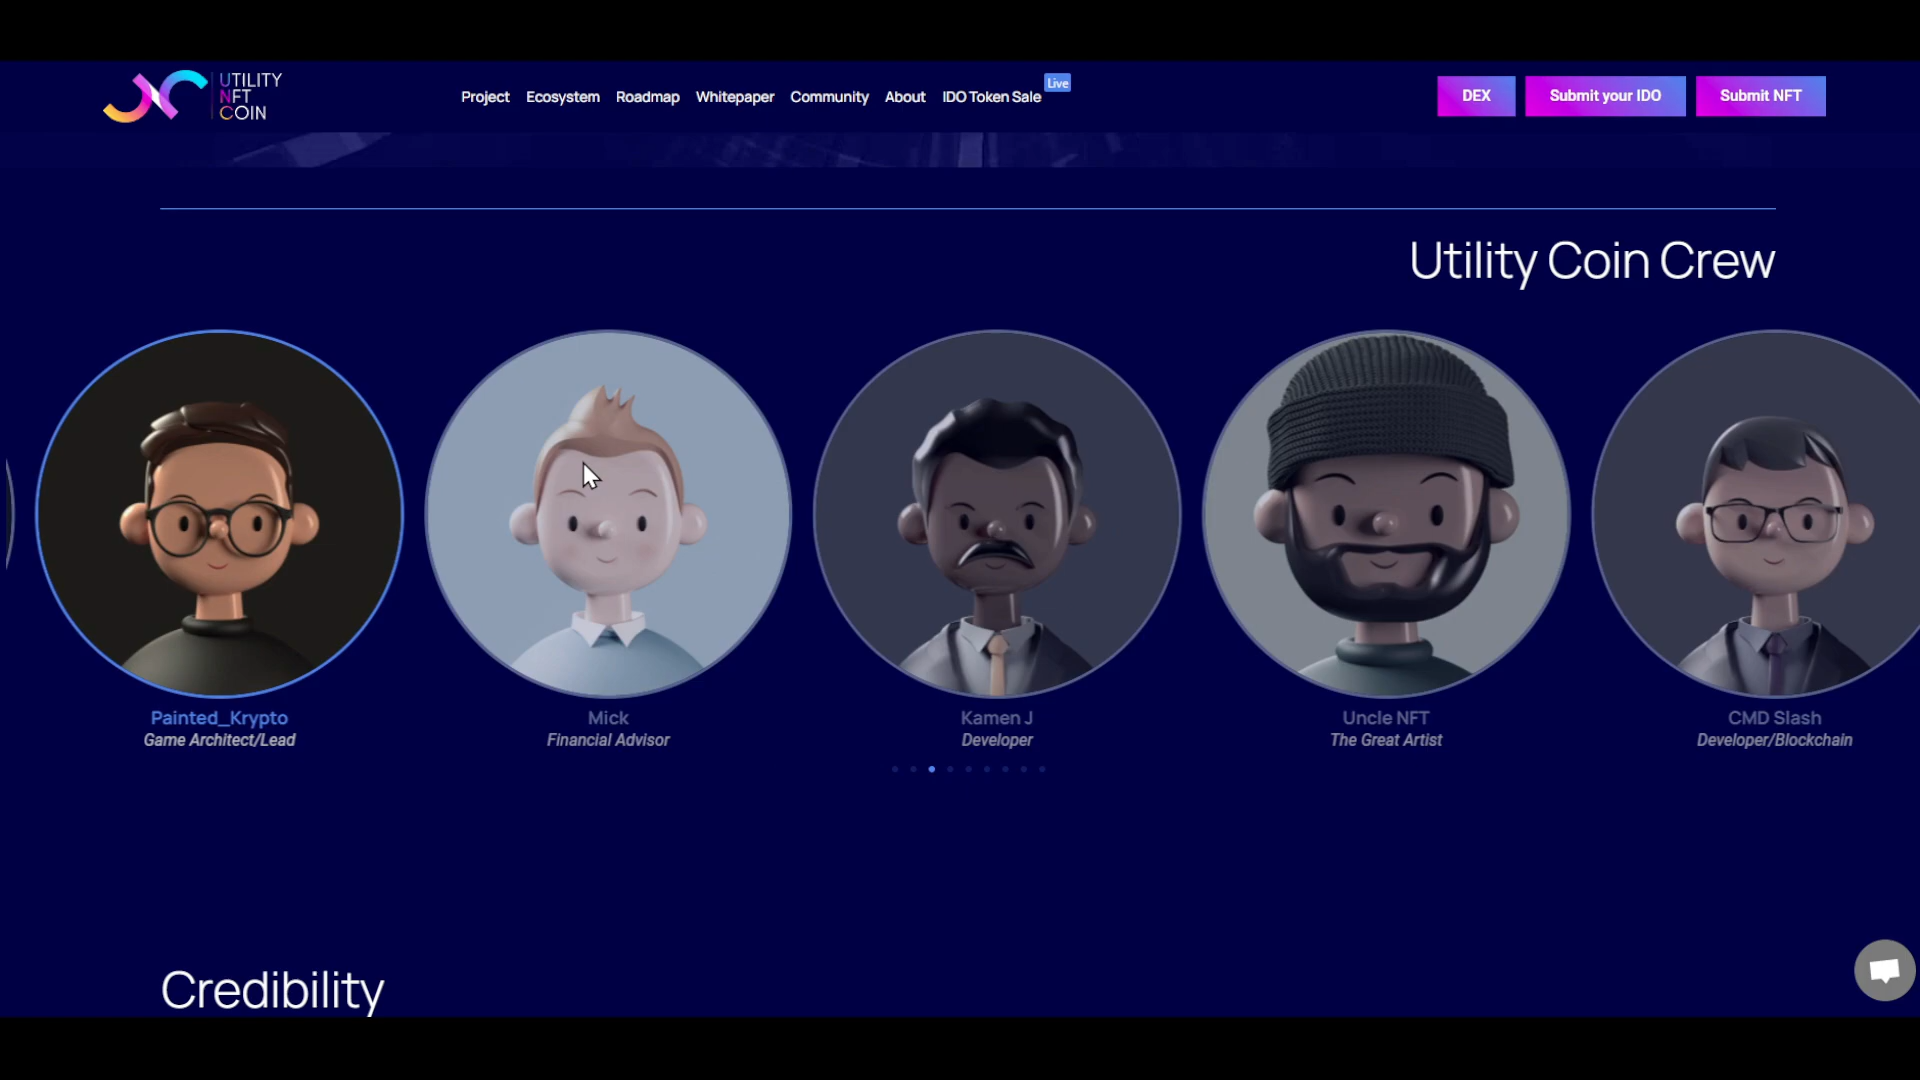 UTILITY
NFT
COIN
Project Ecosystem Roadmap Whitepaper Community About IDO Token Sale Live
DEX Submit your IDO Submit NFT
Utility Coin Crew
Painted_Krypto
Game Architect/Lead
Mick
Financial Advisor
Kamen J
Developer
Uncle NFT
The Great Artist
CMD Slash
Developer/Blockchain
Credibility